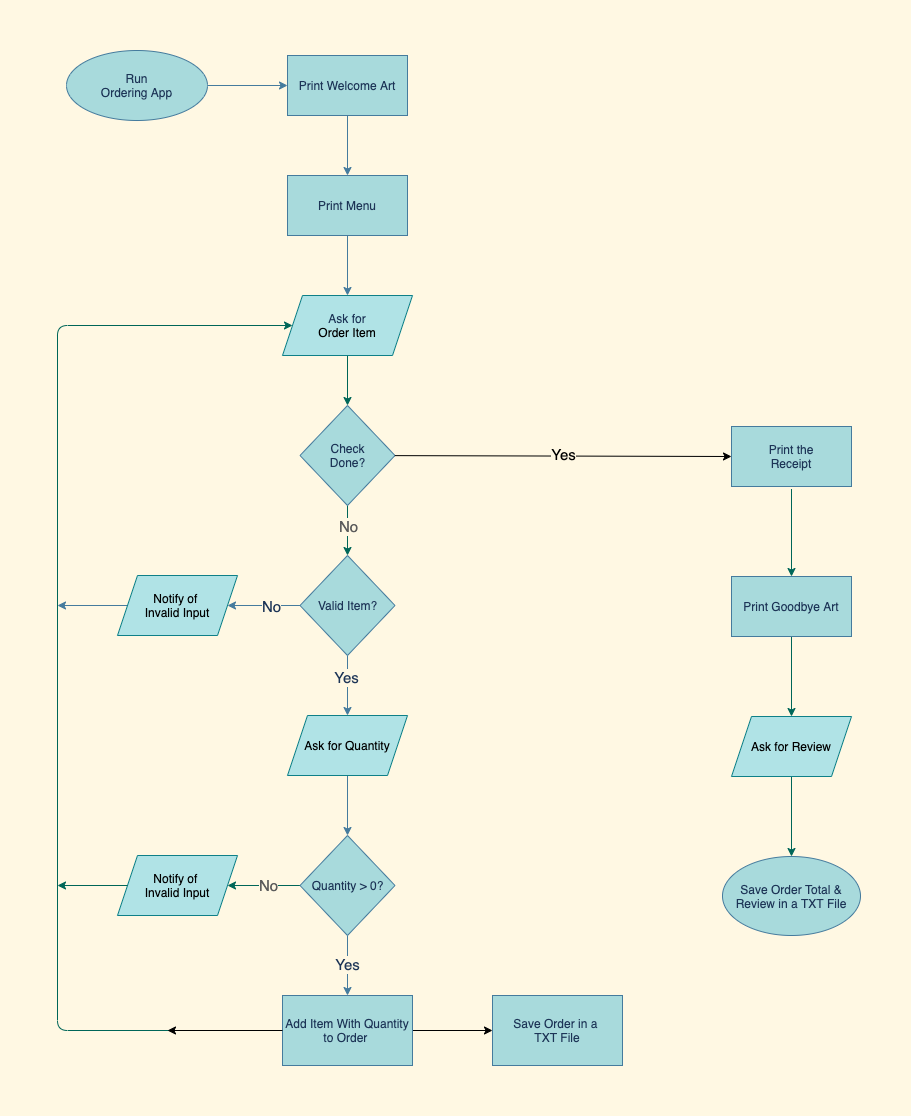 Run
Ordering App
Print Welcome Art
Print Menu
Ask for
Order Item
Check
Done?
Yes
Print the
Receipt
No
Notify of
Invalid Input
No
Valid Item?
Print Goodbye Art
Yes
Ask for Quantity
Ask for Review
Notify of
Invalid Input
No
Quantity > 0?
Save Order Total &
Review in a TXT File
Yes
Add Item With Quantity
to Order
Save Order in a
TXT File